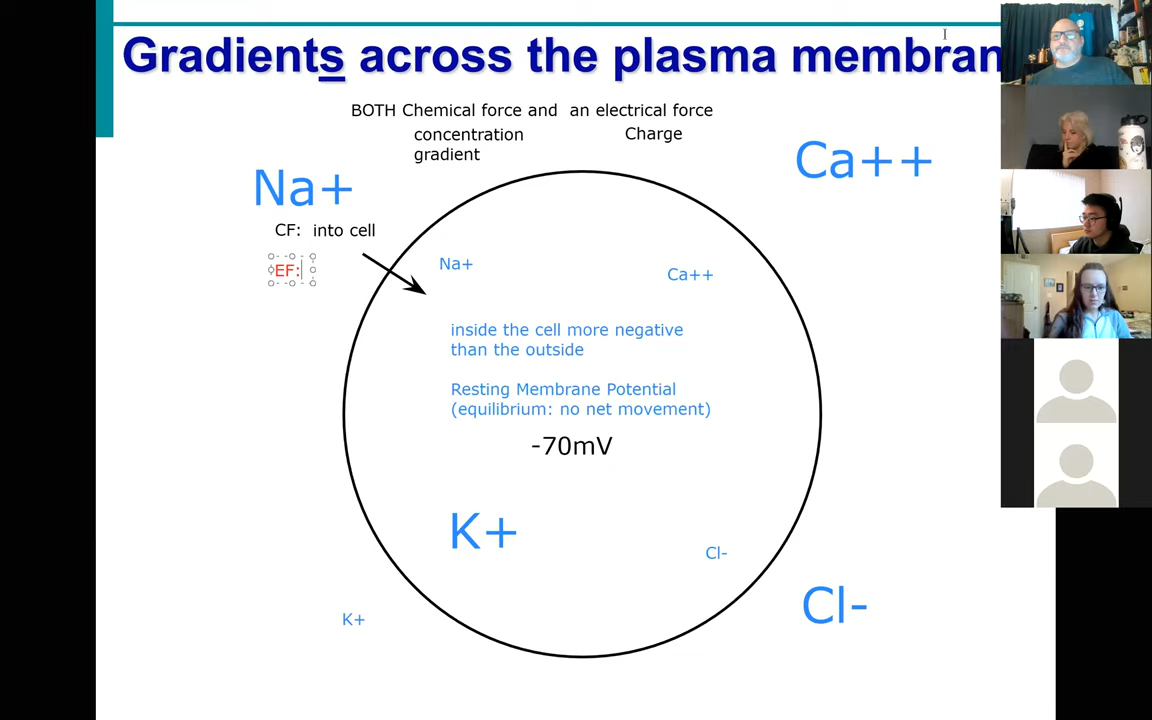 Gradients across the plasma membran
BOTH Chemical force and an electrical force
concentration Charge
gradient
Ca++
Na+
CF: into cell
EF:
Na+
Ca++
inside the cell more negative
than the outside
Resting Membrane Potential
(equilibrium: no net movement)
-70mV
K+
Cl-
Cl-
K+